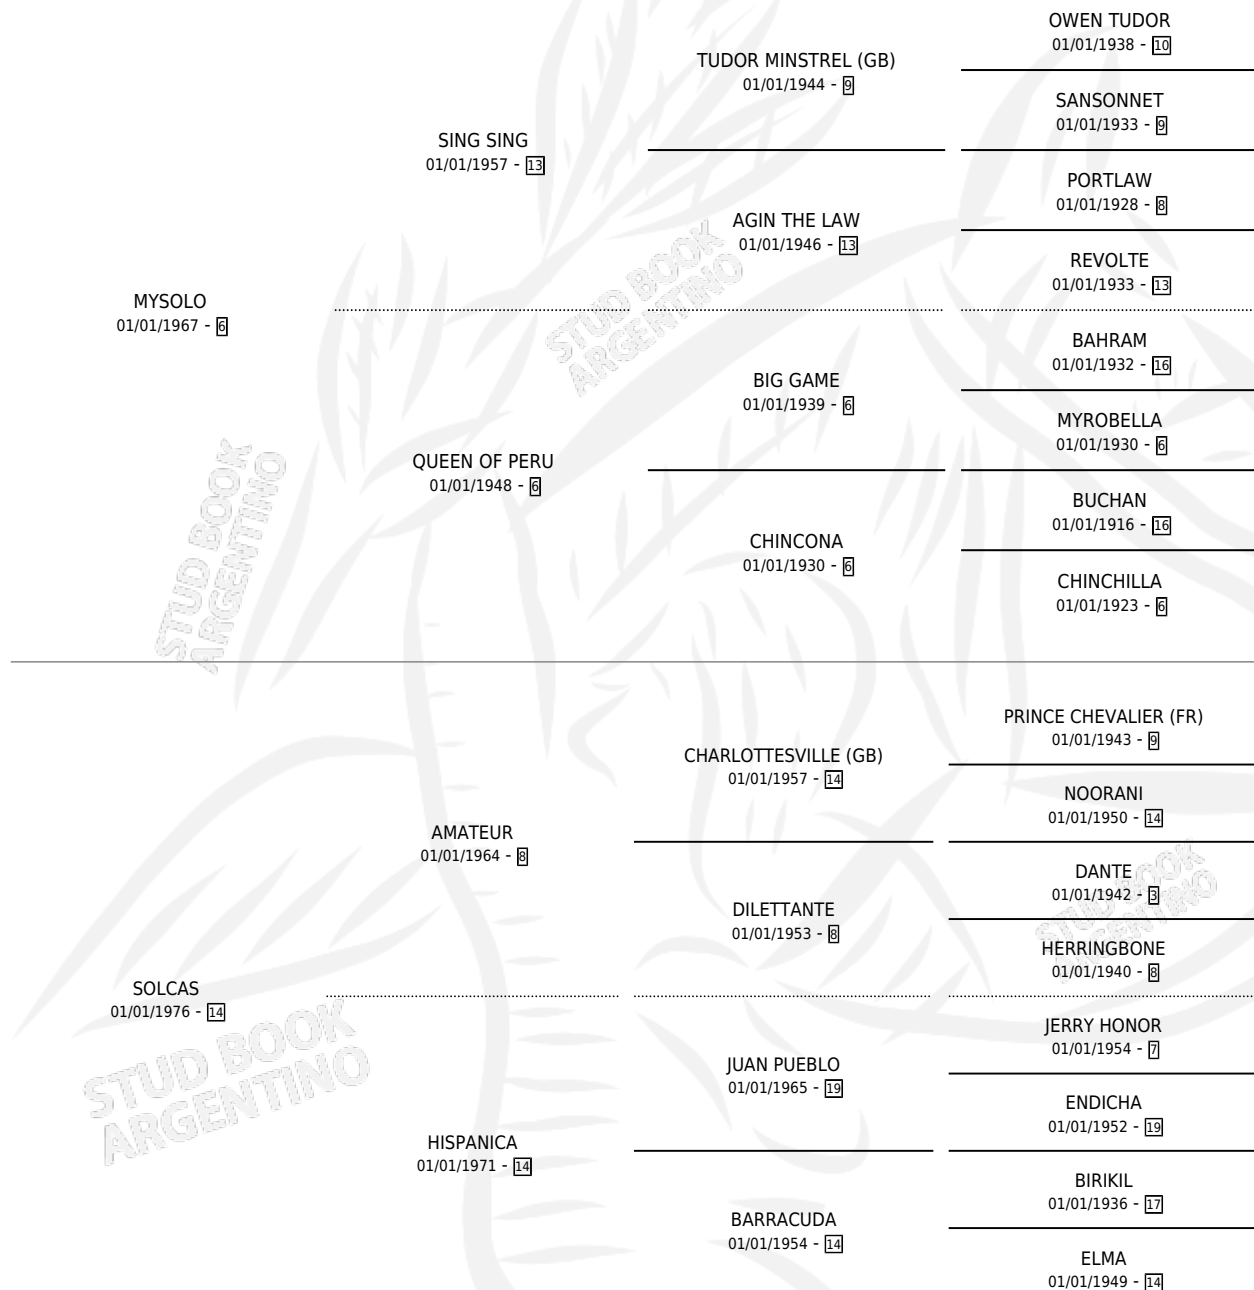 OWEN TUDOR
01/01/1938 - 10
TUDOR MINSTREL (GB)
01/01/1944 - 9
SANSONNET
01/01/1933 - 9
SING SING
01/01/1957 - 13
PORTLAW
01/01/1928 - 8
AGIN THE LAW
01/01/1946 - 13
REVOLTE
01/01/1933 - 13
MYSOLO
01/01/1967 - 6
BAHRAM
01/01/1932 - 16
BIG GAME
01/01/1939 - 6
MYROBELLA
01/01/1930 - 6
QUEEN OF PERU
01/01/1948 - 6
BUCHAN
01/01/1916 - 16
CHINCONA
01/01/1930 - 6
CHINCHILLA
01/01/1923 - 6
STUD BOOK
ARGENTINO
STUD BOOK
ARGENTINO
PRINCE CHEVALIER (FR)
01/01/1943 - 9
CHARLOTTESVILLE (GB)
01/01/1957 - 14
NOORANI
01/01/1950 - 14
AMATEUR
01/01/1964 - 8
DANTE
01/01/1942 - 3
DILETTANTE
01/01/1953 - 8
HERRINGBONE
01/01/1940 - 8
SOLCAS
01/01/1976 - 14
JERRY HONOR
01/01/1954 - 7
JUAN PUEBLO
01/01/1965 - 19
ENDICHA
01/01/1952 - 19
HISPANICA
01/01/1971 - 14
BIRIKIL
01/01/1936 - 17
BARRACUDA
01/01/1954 - 14
ELMA
01/01/1949 - 14
STUD BOOK
ARGENTINO
STUD BOOK
ARGENTINO